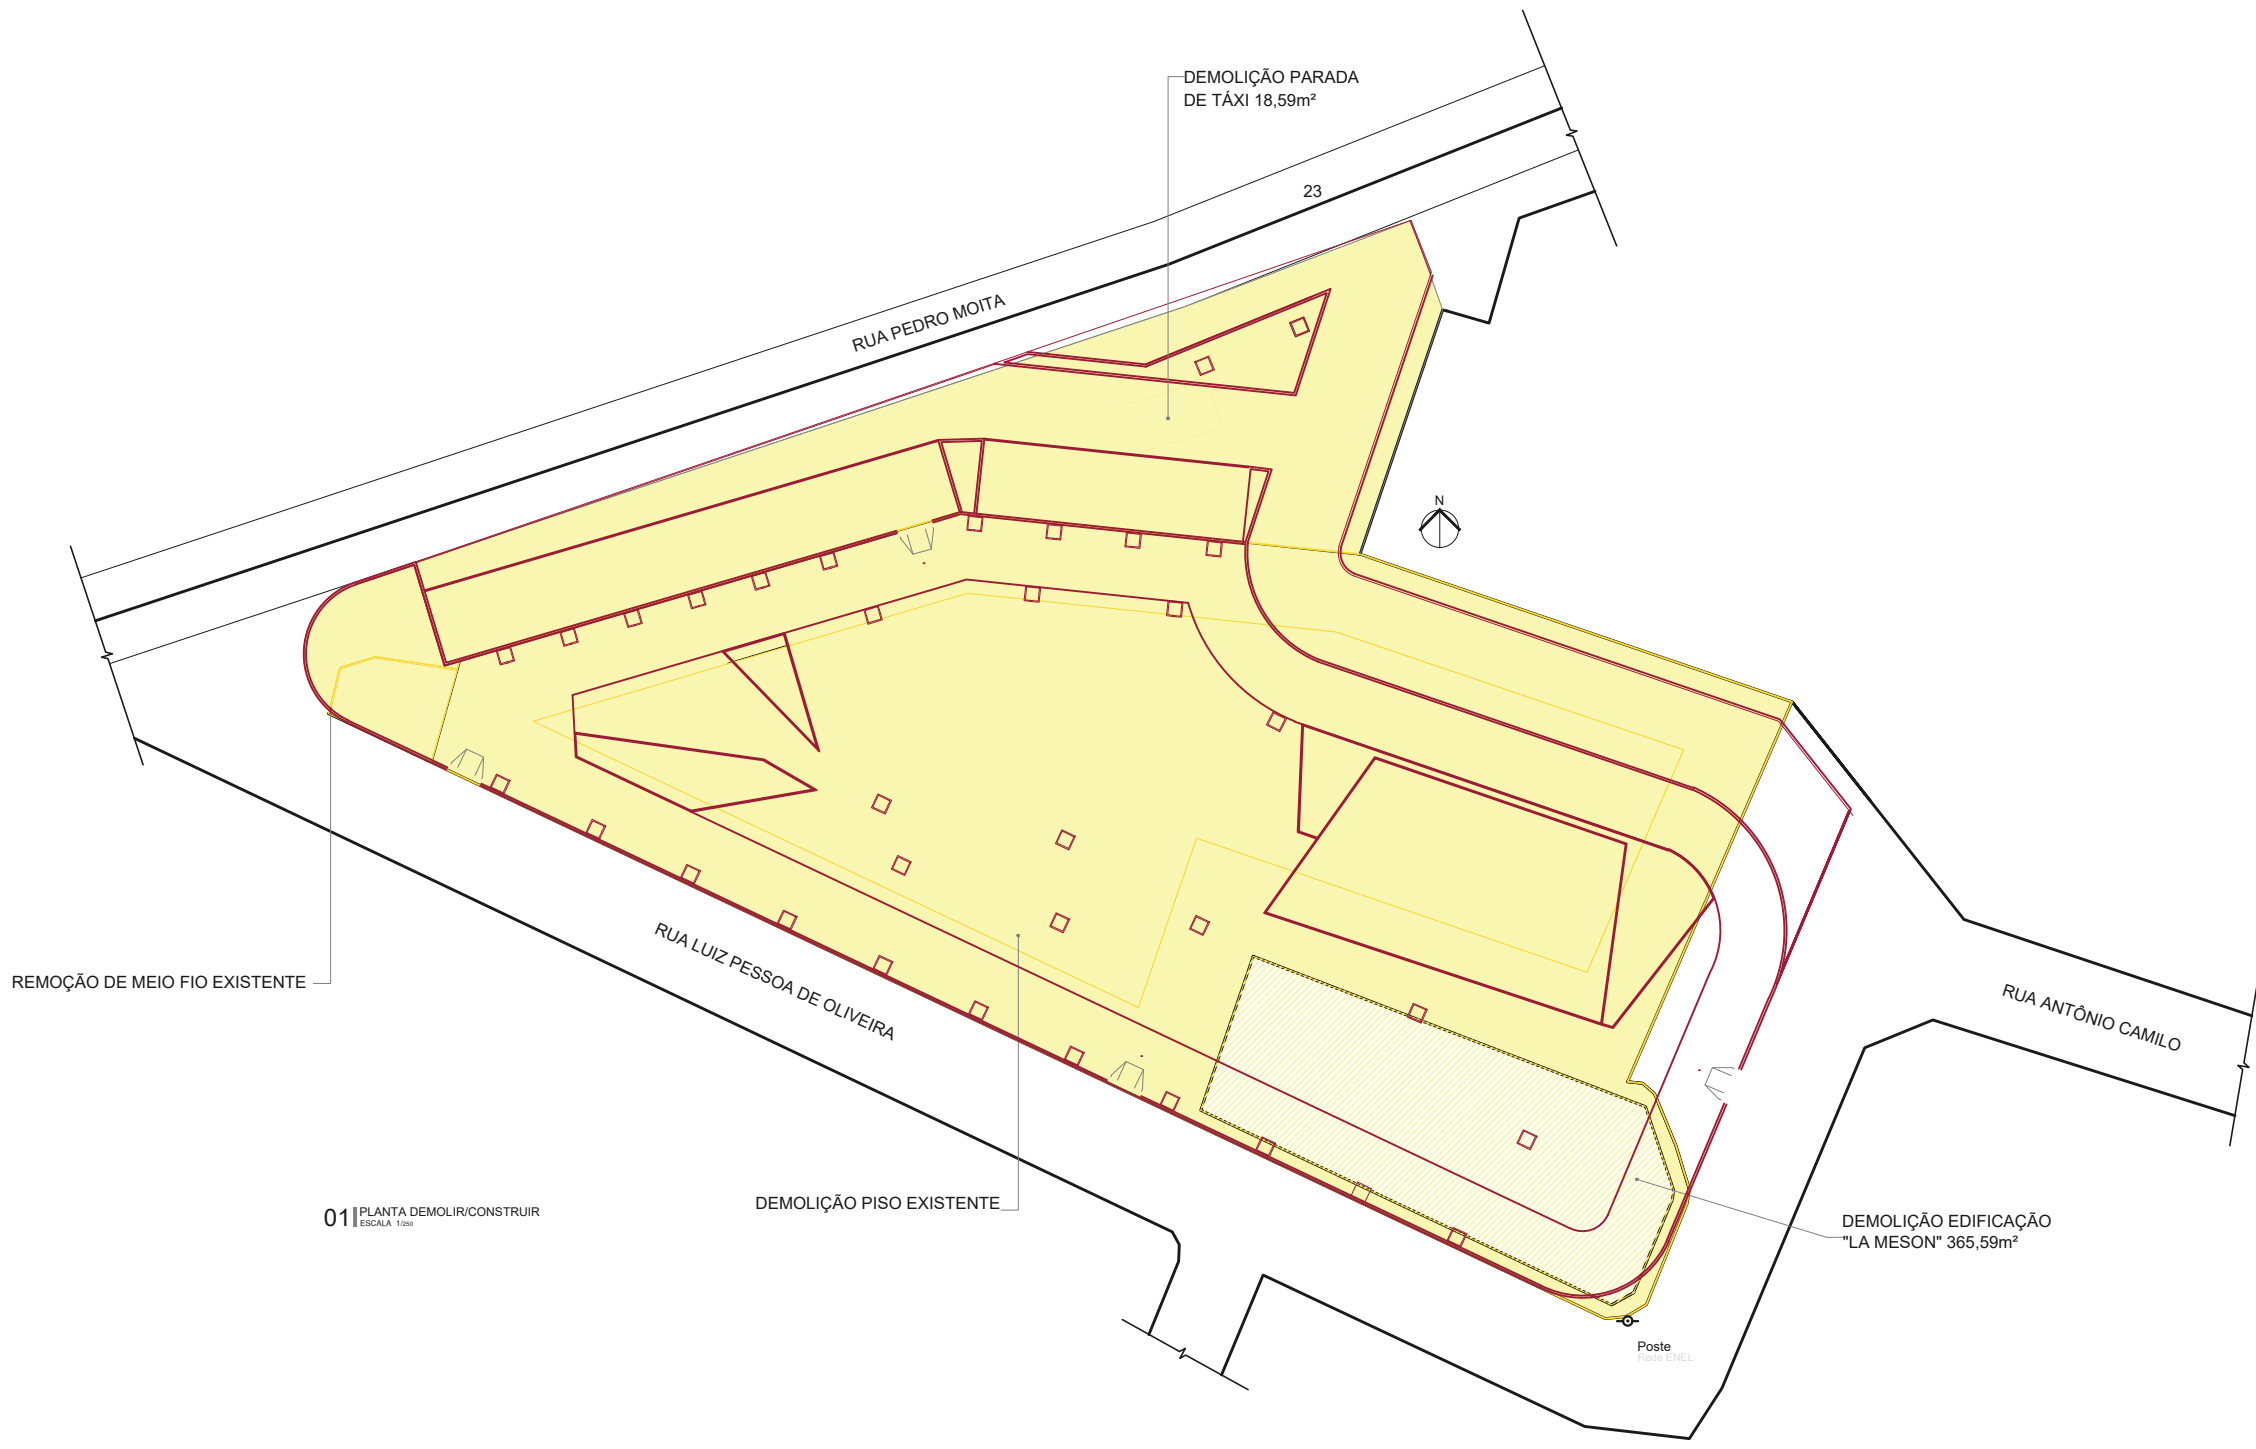 DEMOLIÇÃO PARADA
DE TÁXI 18,59m²
23
RUA PEDRO MOITA
N
REMOÇÃO DE MEIO FIO EXISTENTE
RUA LUIZ PESSOA DE OLIVEIRA
RUA ANTÔNIO CAMILO
DEMOLIÇÃO PISO EXISTENTE
01 PLANTA DEMOLIR/CONSTRUIR
ESCALA 1/250
DEMOLIÇÃO EDIFICAÇÃO
"LA MESON" 365,59m²
Poste
Rede ENEL